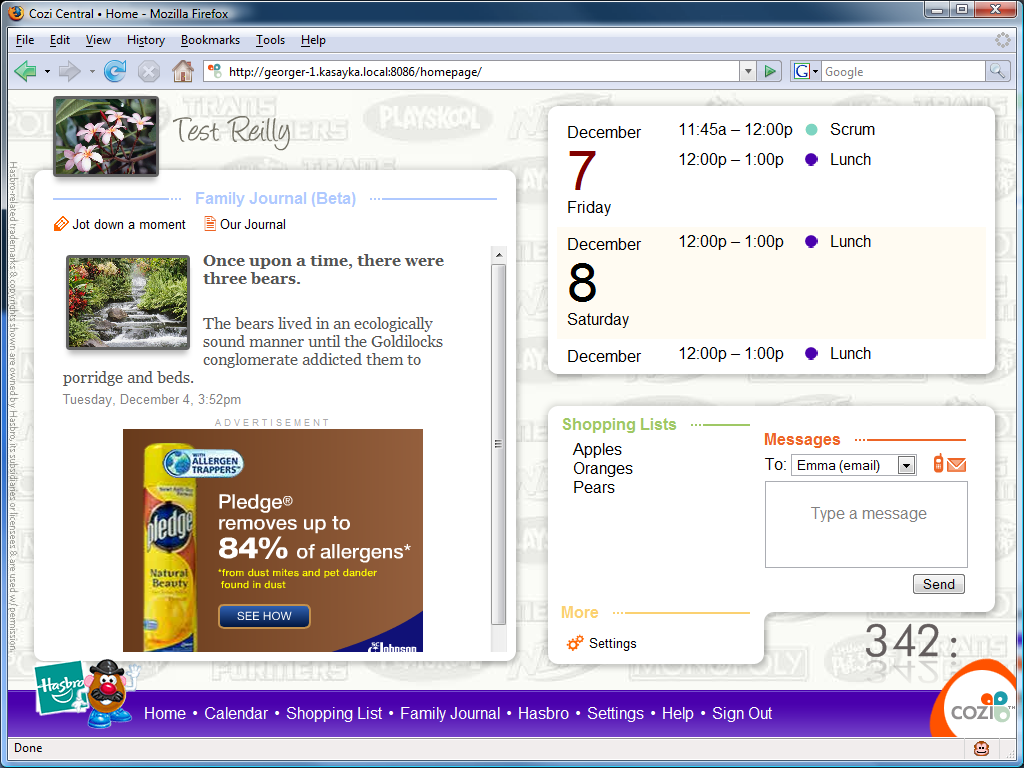 Cozi Central • Home - Mozilla Firefox
File Edit View History Bookmarks Tools Help
http://georger-1.kasayka.local:8086/homepage/
G
Google
Test Reilly
TRANS
FORMERS
PLAYSKOOL
Hasbro-related trademarks & copyrights shown are owned by Hasbro, its subsidiaries or licensees & are used w/ permission.
Family Journal (Beta)
Jot down a moment Our Journal
Once upon a time, there were
three bears.
The bears lived in an ecologically
sound manner until the Goldilocks
conglomerate addicted them to
porridge and beds.
Tuesday, December 4, 3:52pm
ADVERTISEMENT
WITH
ALLERGEN
TRAPPERS™
Pledge
Natural
Beauty
Pledge®
removes up to
84% of allergens*
*from dust mites and pet dander
found in dust
SEE HOW
SC Johnson
December 11:45a – 12:00p Scrum
7 12:00p – 1:00p Lunch
Friday
December 12:00p – 1:00p Lunch
8
Saturday
December 12:00p – 1:00p Lunch
Shopping Lists
Apples
Oranges
Pears
Messages
To: Emma (email)
Type a message
Send
More
Settings
MONOPOLY
342:
Hasbro
Home • Calendar • Shopping List • Family Journal • Hasbro • Settings • Help • Sign Out
COZI™
Done